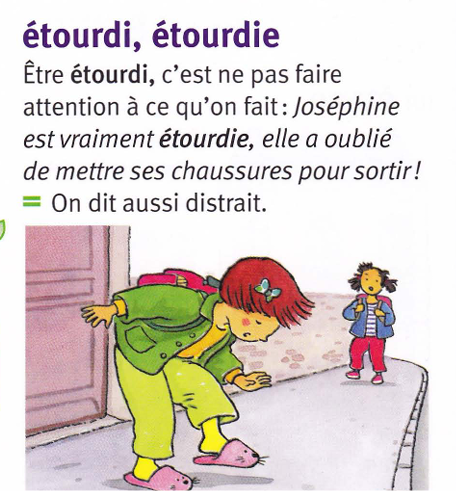 étourdi, étourdie
Être étourdi, c'est ne pas faire
attention à ce qu'on fait : Joséphine
est vraiment étourdie, elle a oublié
de mettre ses chaussures pour sortir !
= On dit aussi distrait.